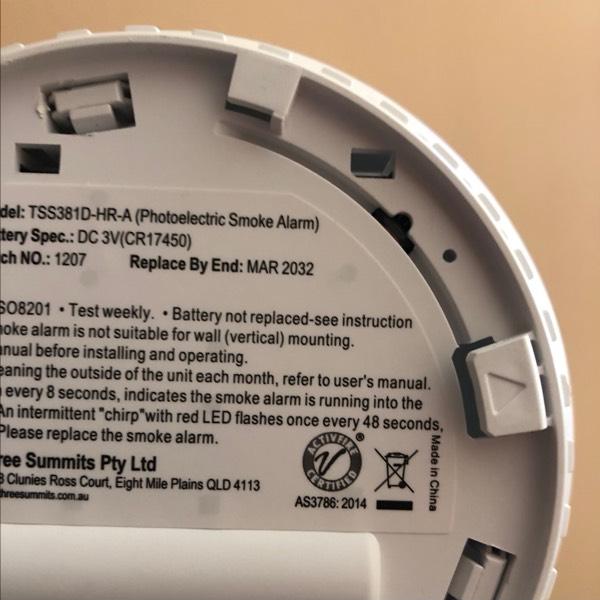 del: TSS381D-HR-A (Photoelectric Smoke Alarm)
tery Spec.: DC 3V(CR17450)
ch NO.: 1207 Replace By End: MAR 2032
SO8201 • Test weekly. • Battery not replaced-see instruction
oke alarm is not suitable for wall (vertical) mounting.
nual before installing and operating.
eaning the outside of the unit each month, refer to user's manual.
every 8 seconds, indicates the smoke alarm is running into the
An intermittent "chirp"with red LED flashes once every 48 seconds,
Please replace the smoke alarm.
ree Summits Pty Ltd
8 Clunies Ross Court, Eight Mile Plains QLD 4113
threesummits.com.au
ACTIVFIRE ®
CERTIFIED
AS3786: 2014
Made in China